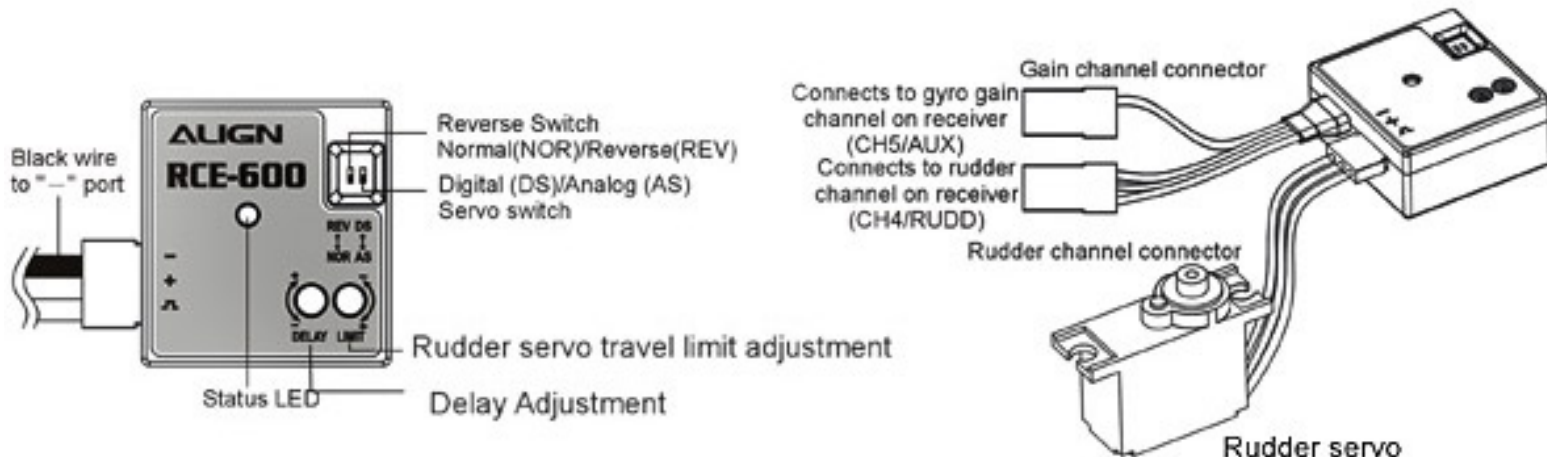 Black wire
to "—" port
ALIGN
RCE-600
REV DS
NOR AS
−
+
DELAY LIMIT
+ −
− +
Status LED
Reverse Switch
Normal(NOR)/Reverse(REV)
Digital (DS)/Analog (AS)
Servo switch
Rudder servo travel limit adjustment
Delay Adjustment
Gain channel connector
Connects to gyro gain
channel on receiver
(CH5/AUX)
Connects to rudder
channel on receiver
(CH4/RUDD)
Rudder channel connector
Rudder servo